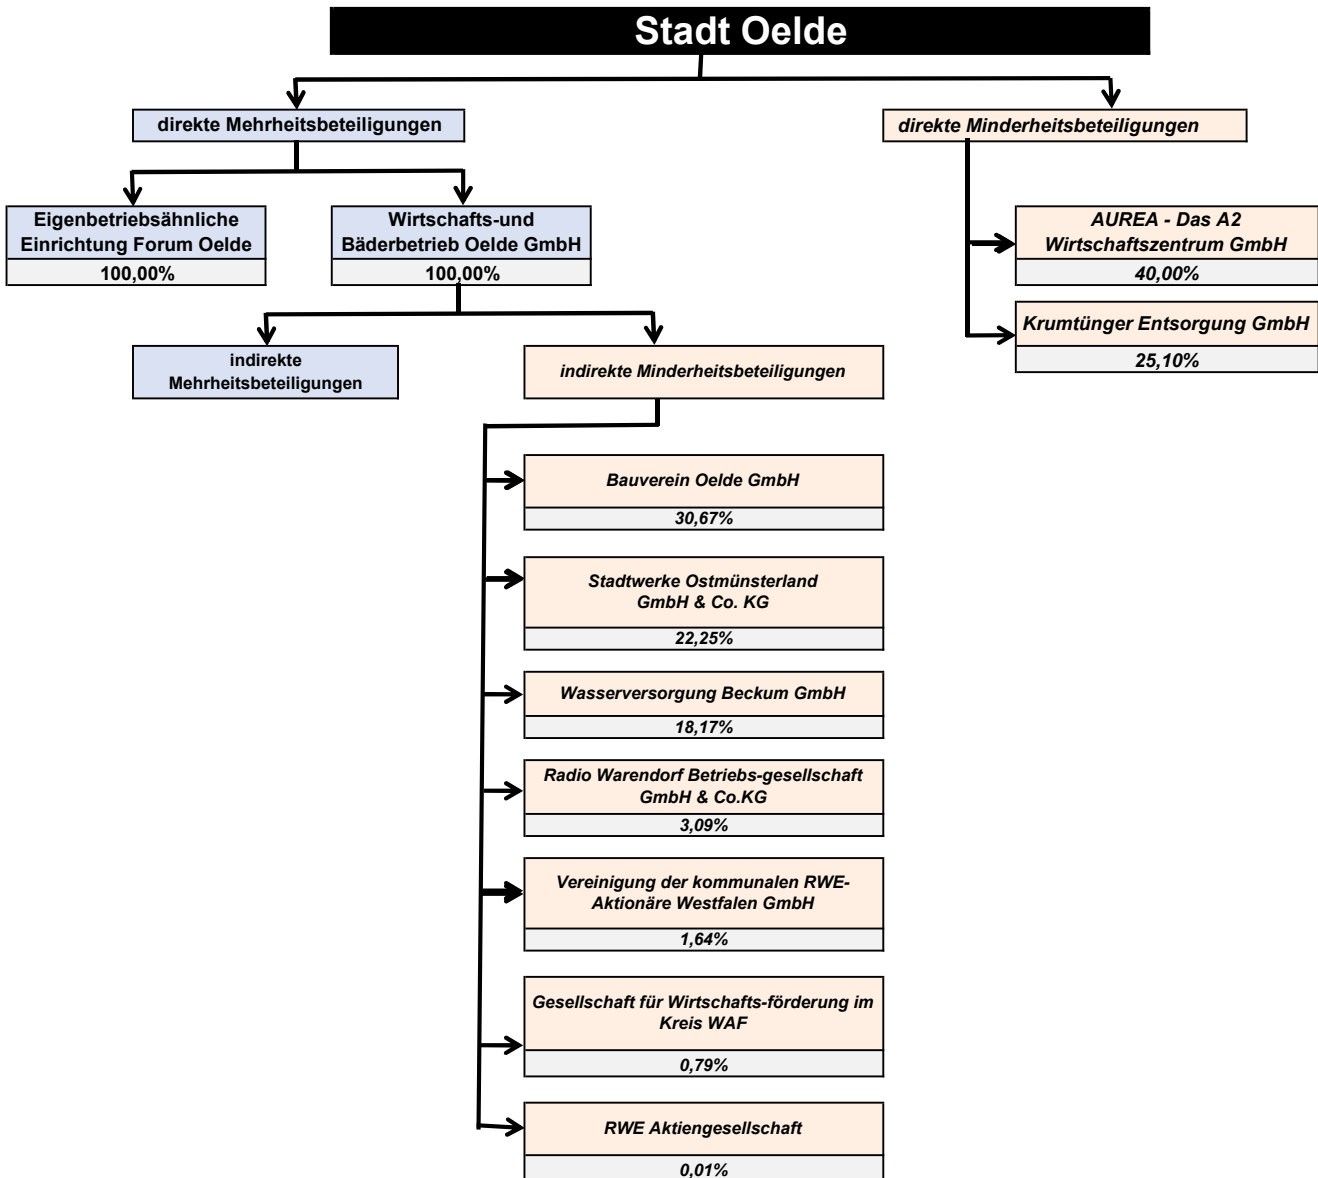 Stadt Oelde
direkte Mehrheitsbeteiligungen
direkte Minderheitsbeteiligungen
Eigenbetriebsähnliche
Einrichtung Forum Oelde
100,00%
Wirtschafts-und
Bäderbetrieb Oelde GmbH
100,00%
AUREA - Das A2
Wirtschaftszentrum GmbH
40,00%
Krumtünger Entsorgung GmbH
25,10%
indirekte
Mehrheitsbeteiligungen
indirekte Minderheitsbeteiligungen
Bauverein Oelde GmbH
30,67%
Stadtwerke Ostmünsterland
GmbH & Co. KG
22,25%
Wasserversorgung Beckum GmbH
18,17%
Radio Warendorf Betriebs-gesellschaft
GmbH & Co.KG
3,09%
Vereinigung der kommunalen RWE-
Aktionäre Westfalen GmbH
1,64%
Gesellschaft für Wirtschafts-förderung im
Kreis WAF
0,79%
RWE Aktiengesellschaft
0,01%